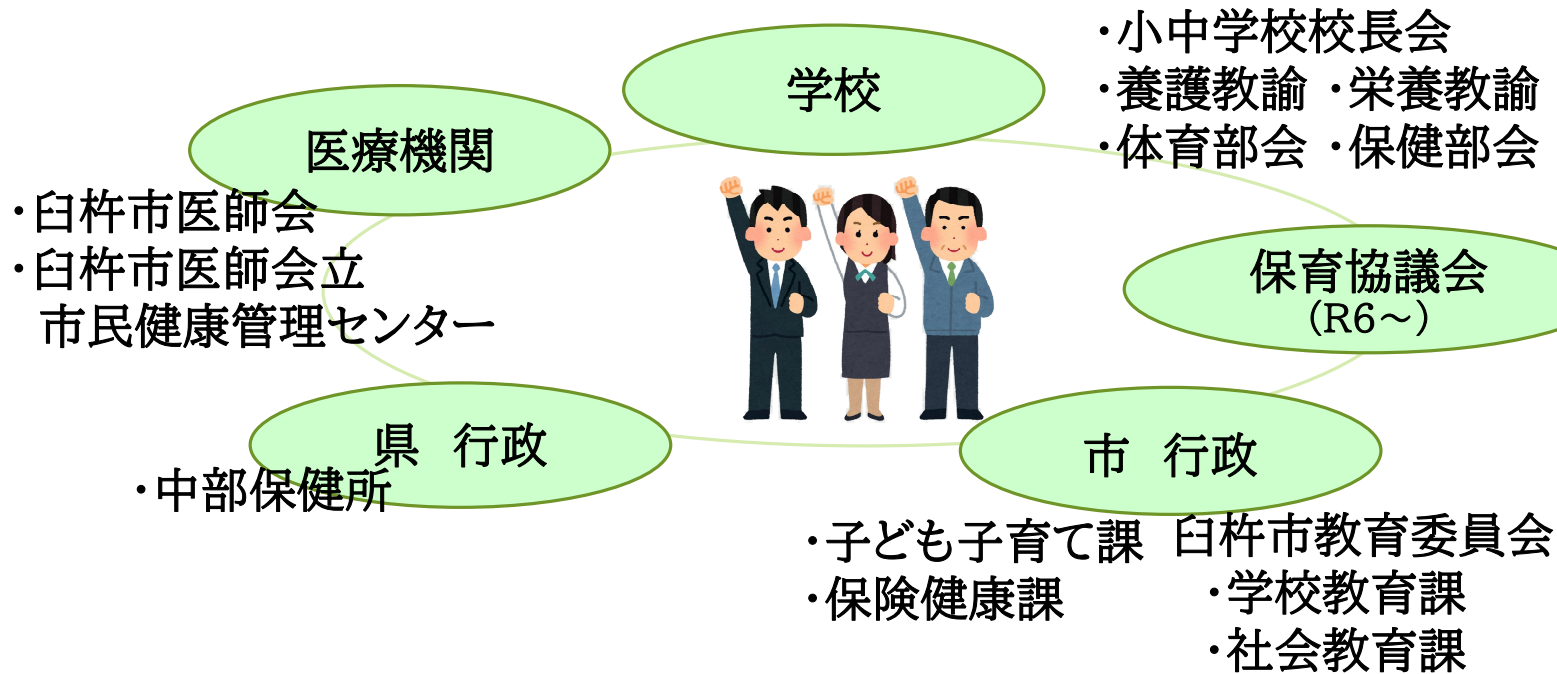 学校
・小中学校校長会
・養護教諭 ・栄養教諭
・体育部会 ・保健部会
医療機関
・臼杵市医師会
・臼杵市医師会立
市民健康管理センター
保育協議会
(R6～)
県 行政
・中部保健所
市 行政
・子ども子育て課
・保険健康課
臼杵市教育委員会
・学校教育課
・社会教育課